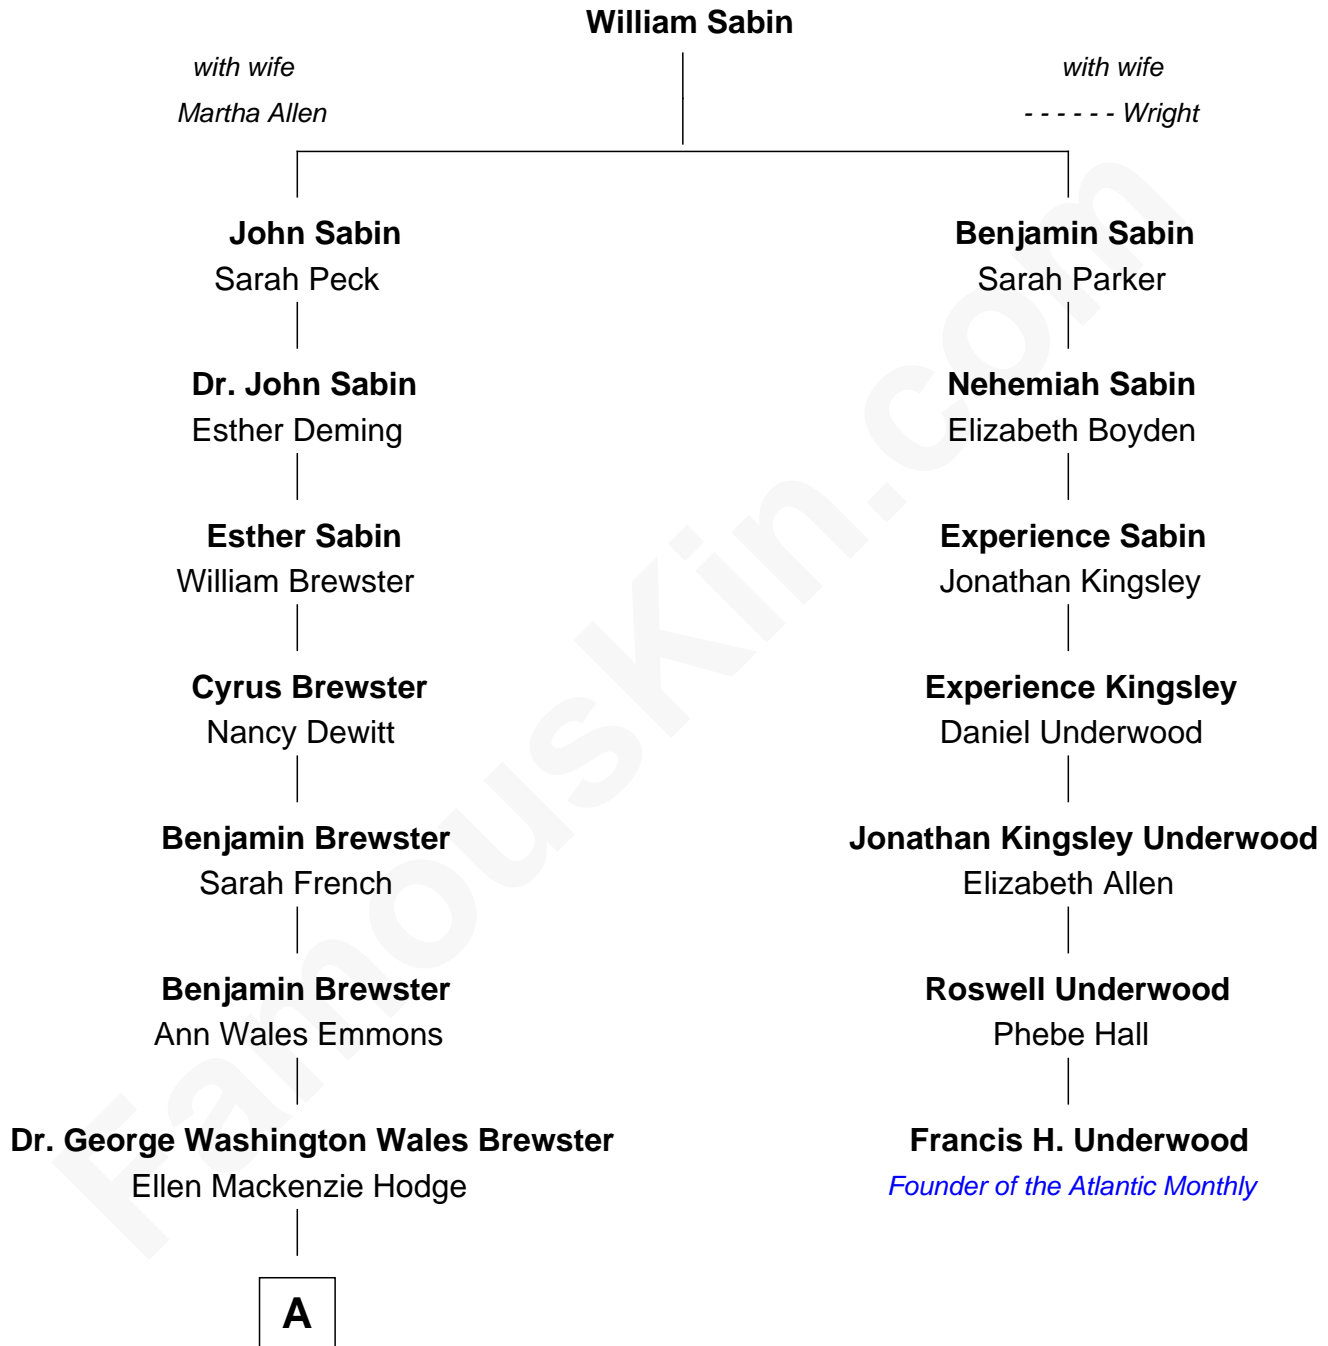 William Sabin
with wife
Martha Allen
with wife
- - - - - - Wright
John Sabin
Sarah Peck
Benjamin Sabin
Sarah Parker
Dr. John Sabin
Esther Deming
Nehemiah Sabin
Elizabeth Boyden
Esther Sabin
William Brewster
Experience Sabin
Jonathan Kingsley
Cyrus Brewster
Nancy Dewitt
Experience Kingsley
Daniel Underwood
Benjamin Brewster
Sarah French
Jonathan Kingsley Underwood
Elizabeth Allen
Benjamin Brewster
Ann Wales Emmons
Roswell Underwood
Phebe Hall
Dr. George Washington Wales Brewster
Ellen Mackenzie Hodge
Francis H. Underwood
Founder of the Atlantic Monthly
A
FamousKin.com